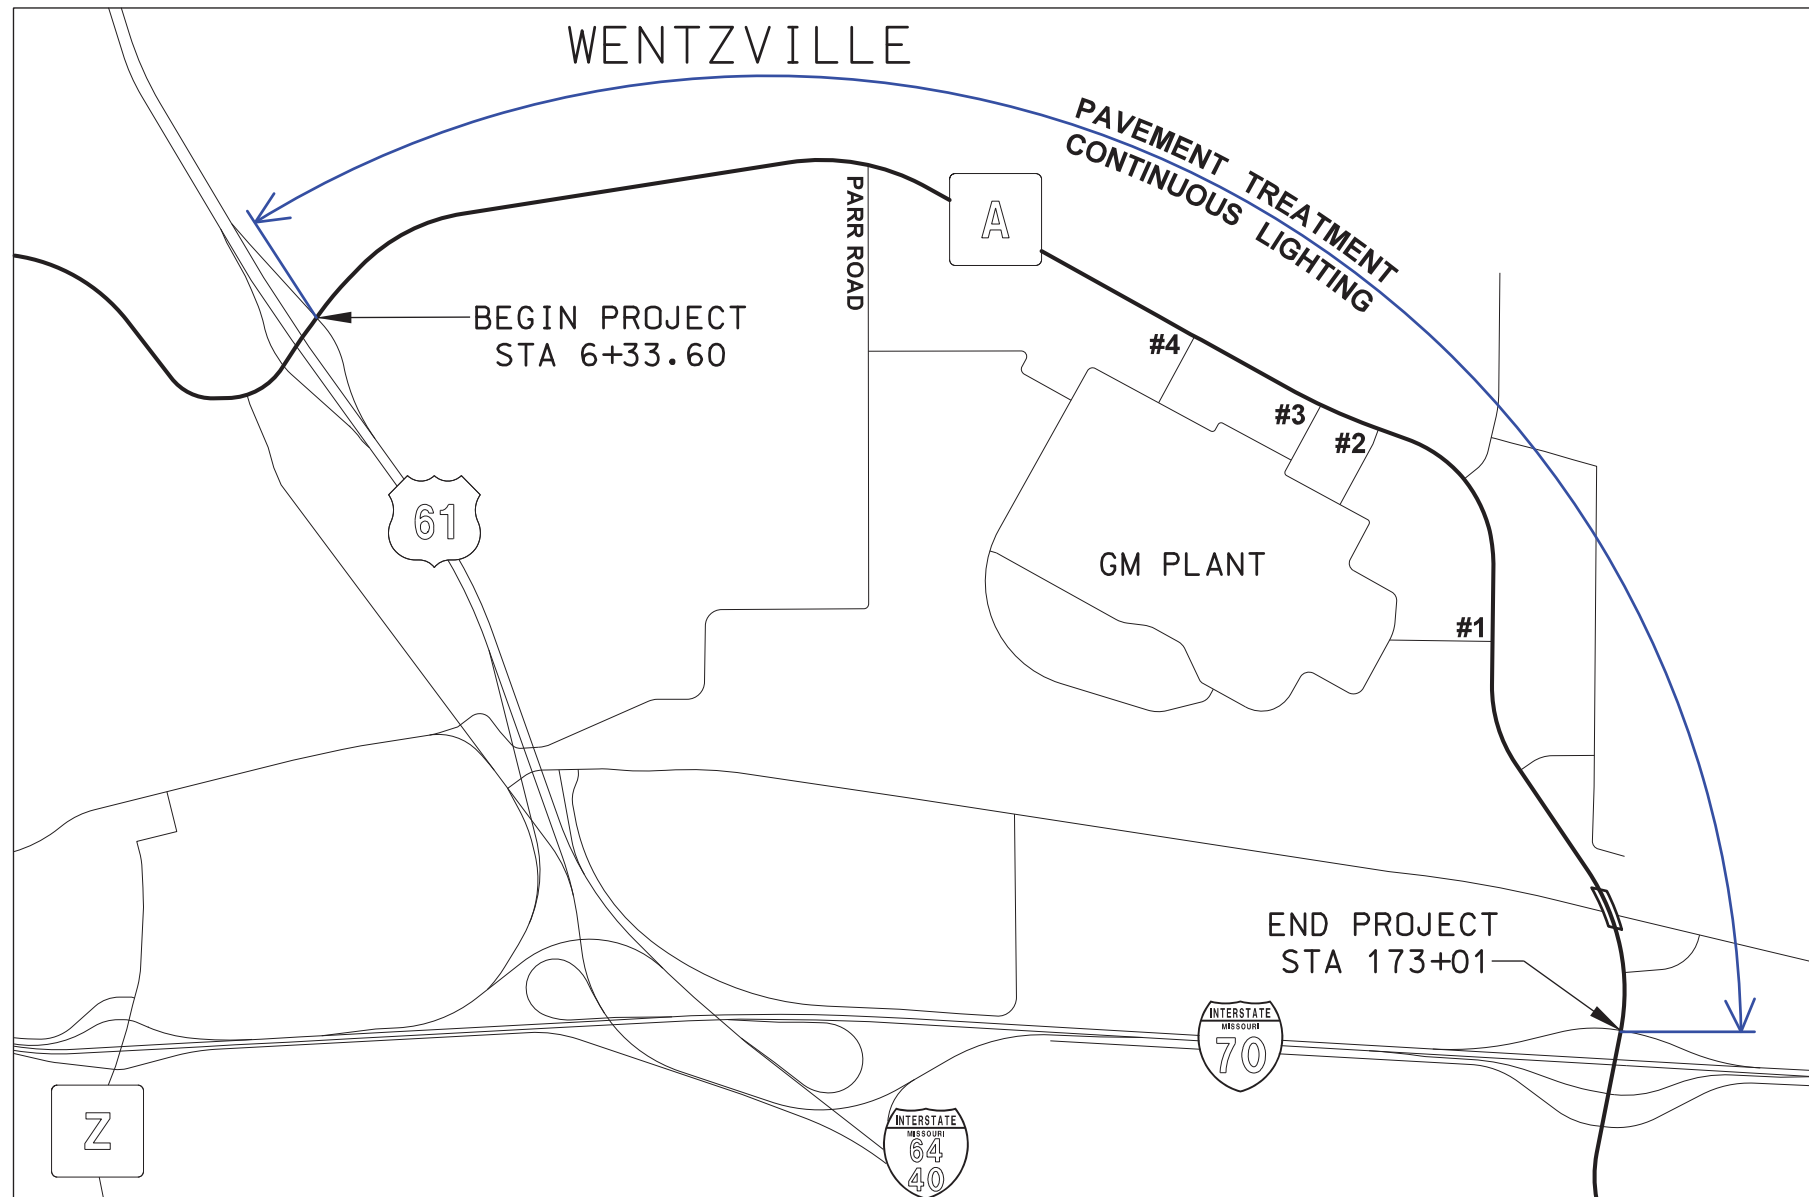 WENTZVILLE
PAVEMENT TREATMENT
CONTINUOUS LIGHTING
PARR ROAD
A
BEGIN PROJECT
STA 6+33.60
#4
#3
#2
61
GM PLANT
#1
END PROJECT
STA 173+01
INTERSTATE
MISSOURI
70
Z
INTERSTATE
MISSOURI
64
40